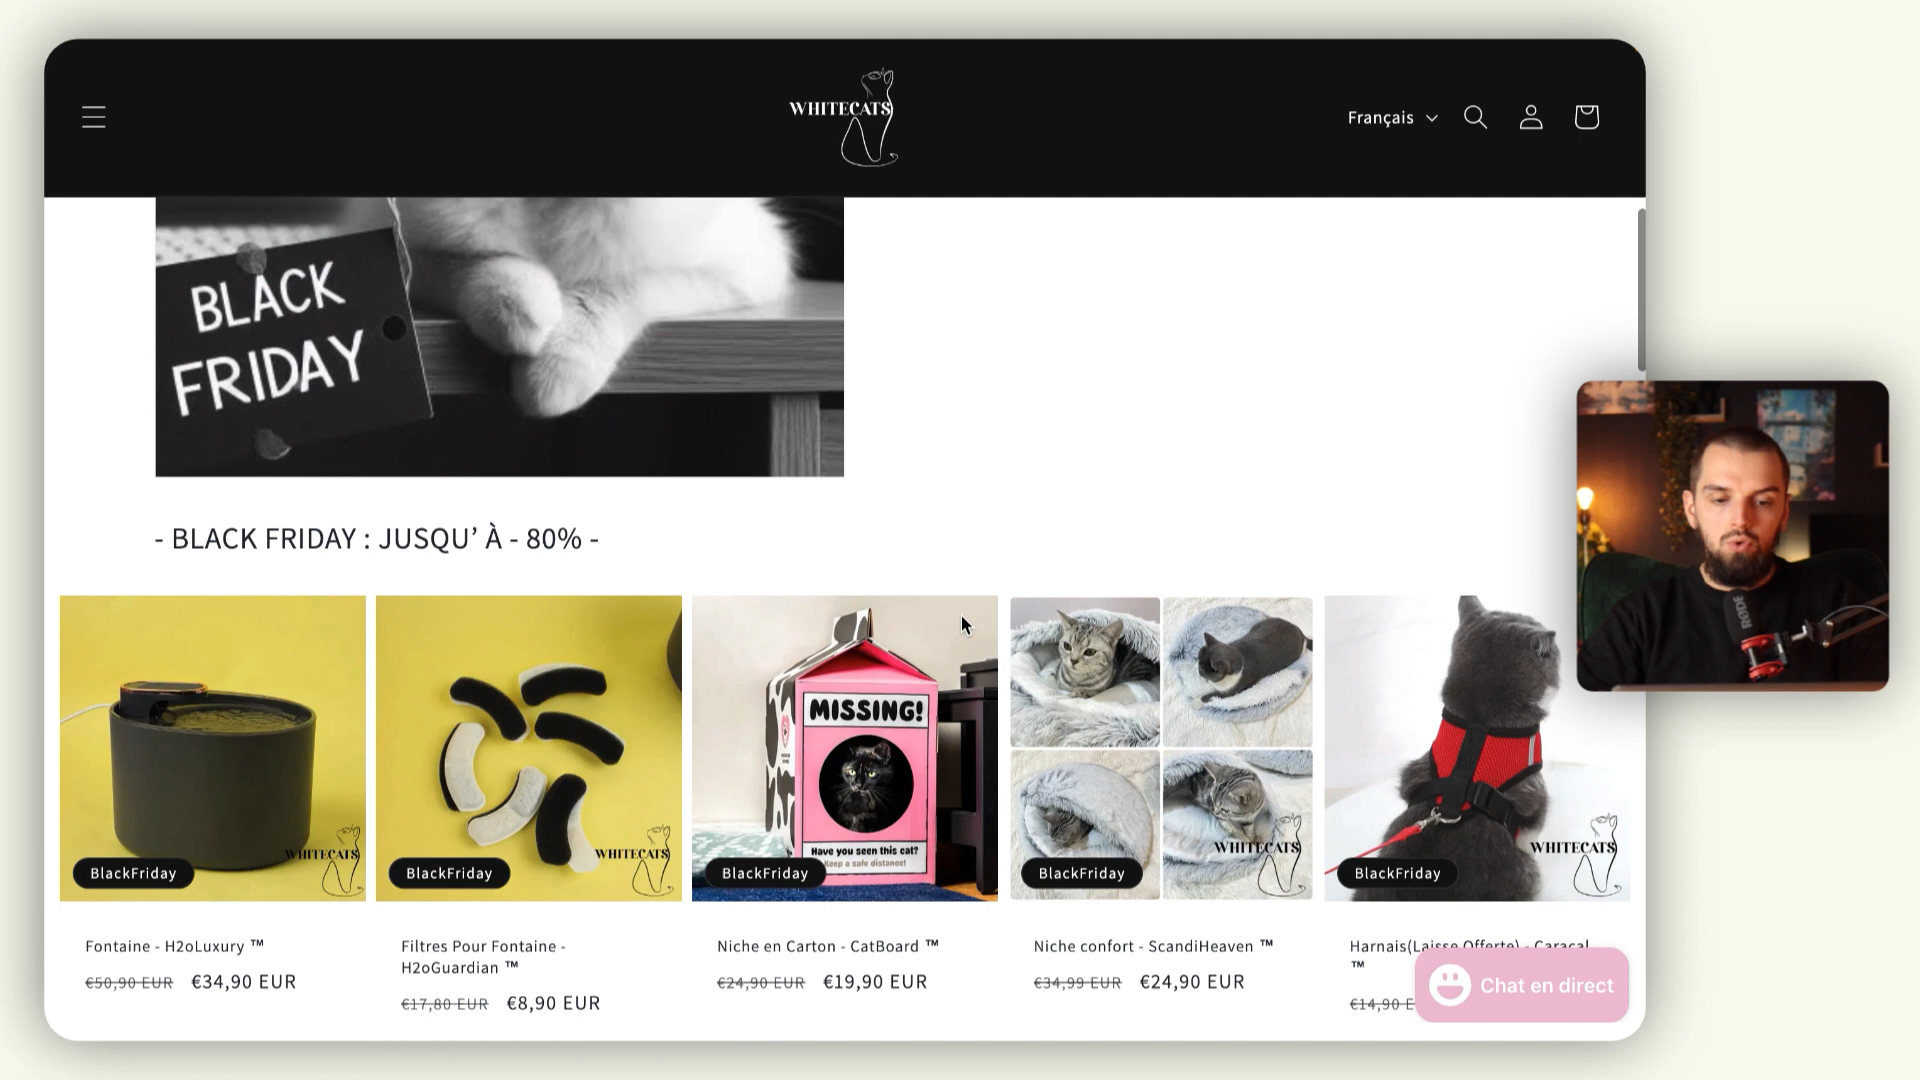 WHITECATS
Français
BLACK
FRIDAY
- BLACK FRIDAY : JUSQU’ À - 80% -
MISSING!
Have you seen this cat?
Keep a safe distance!
WHITECATS
WHITECATS
WHITECATS
WHITECATS
BlackFriday
BlackFriday
BlackFriday
BlackFriday
BlackFriday
RØDE
Fontaine - H2oLuxury ™
€50,90 EUR €34,90 EUR
Filtres Pour Fontaine -
H2oGuardian ™
€17,80 EUR €8,90 EUR
Niche en Carton - CatBoard ™
€24,90 EUR €19,90 EUR
Niche confort - ScandiHeaven ™
€34,99 EUR €24,90 EUR
Harnais(Laisse Offerte) - Caracal
™
€14,90 E
Chat en direct